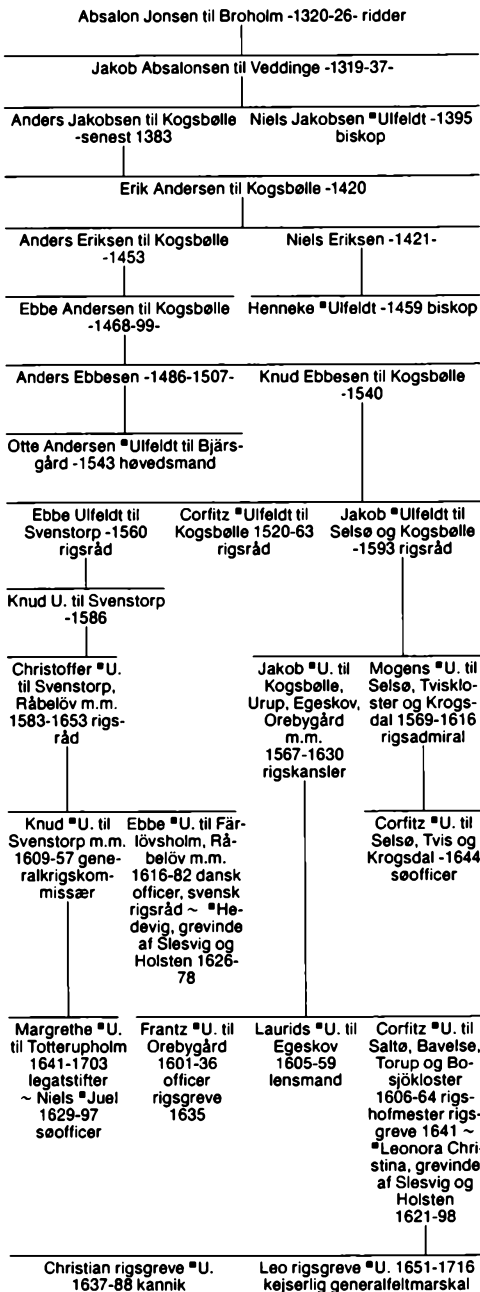 Absalon Jonsen til Broholm -1320-26- ridder
Jakob Absalonsen til Veddinge -1319-37-
Anders Jakobsen til Kogsbølle
-senest 1383
Niels Jakobsen ■Ulfeldt -1395
biskop
Erik Andersen til Kogsbølle -1420
Anders Eriksen til Kogsbølle
-1453
Niels Eriksen -1421-
Ebbe Andersen til Kogsbølle
-1468-99-
Henneke ■Ulfeldt -1459 biskop
Anders Ebbesen -1486-1507-
Knud Ebbesen til Kogsbølle
-1540
Otte Andersen ■Ulfeldt til Bjärs-
gård -1543 høvedsmand
Ebbe Ulfeldt til
Svenstorp -1560
rigsråd
Corfitz ■Ulfeldt til
Kogsbølle 1520-63
rigsråd
Jakob ■Ulfeldt til
Selsø og Kogsbølle
-1593 rigsråd
Knud U. til Svenstorp
-1586
Christoffer ■U.
til Svenstorp,
Råbelöv m.m.
1583-1653 rigs-
råd
Jakob ■U. til
Kogsbølle,
Urup, Egeskov,
Orebygård
m.m.
1567-1630
rigskansler
Mogens ■U. til
Selsø, Tviskло-
ster og Krogs-
dal 1569-1616
rigsadmiral
Knud ■U. til
Svenstorp m.m.
1609-57 gene-
ralkrigskom-
missær
Ebbe ■U. til Fär-
lövsholm, Rå-
belöv m.m.
1616-82 dansk
officer, svensk
rigsråd ~ ■He-
devig, grevinde
af Slesvig og
Holsten 1626-
78
Corfitz ■U. til
Selsø, Tvis og
Krogsdal -1644
søofficer
Margrethe ■U.
til Totterupholm
1641-1703
legatstifter
~ Niels ■Juel
1629-97
søofficer
Frantz ■U. til
Orebygård
1601-36
officer
rigsgreve
1635
Laurids ■U. til
Egeskov
1605-59
lensmand
Corfitz ■U. til
Saltø, Bavelse,
Torup og Bo-
sjökloster
1606-64 rigs-
hofmester rigs-
greve 1641 ~
■Leonora Chri-
stina, grevinde
af Slesvig og
Holsten
1621-98
Christian rigsgreve ■U.
1637-88 kannik
Leo rigsgreve ■U. 1651-1716
kejserlig generalfeltmarskal